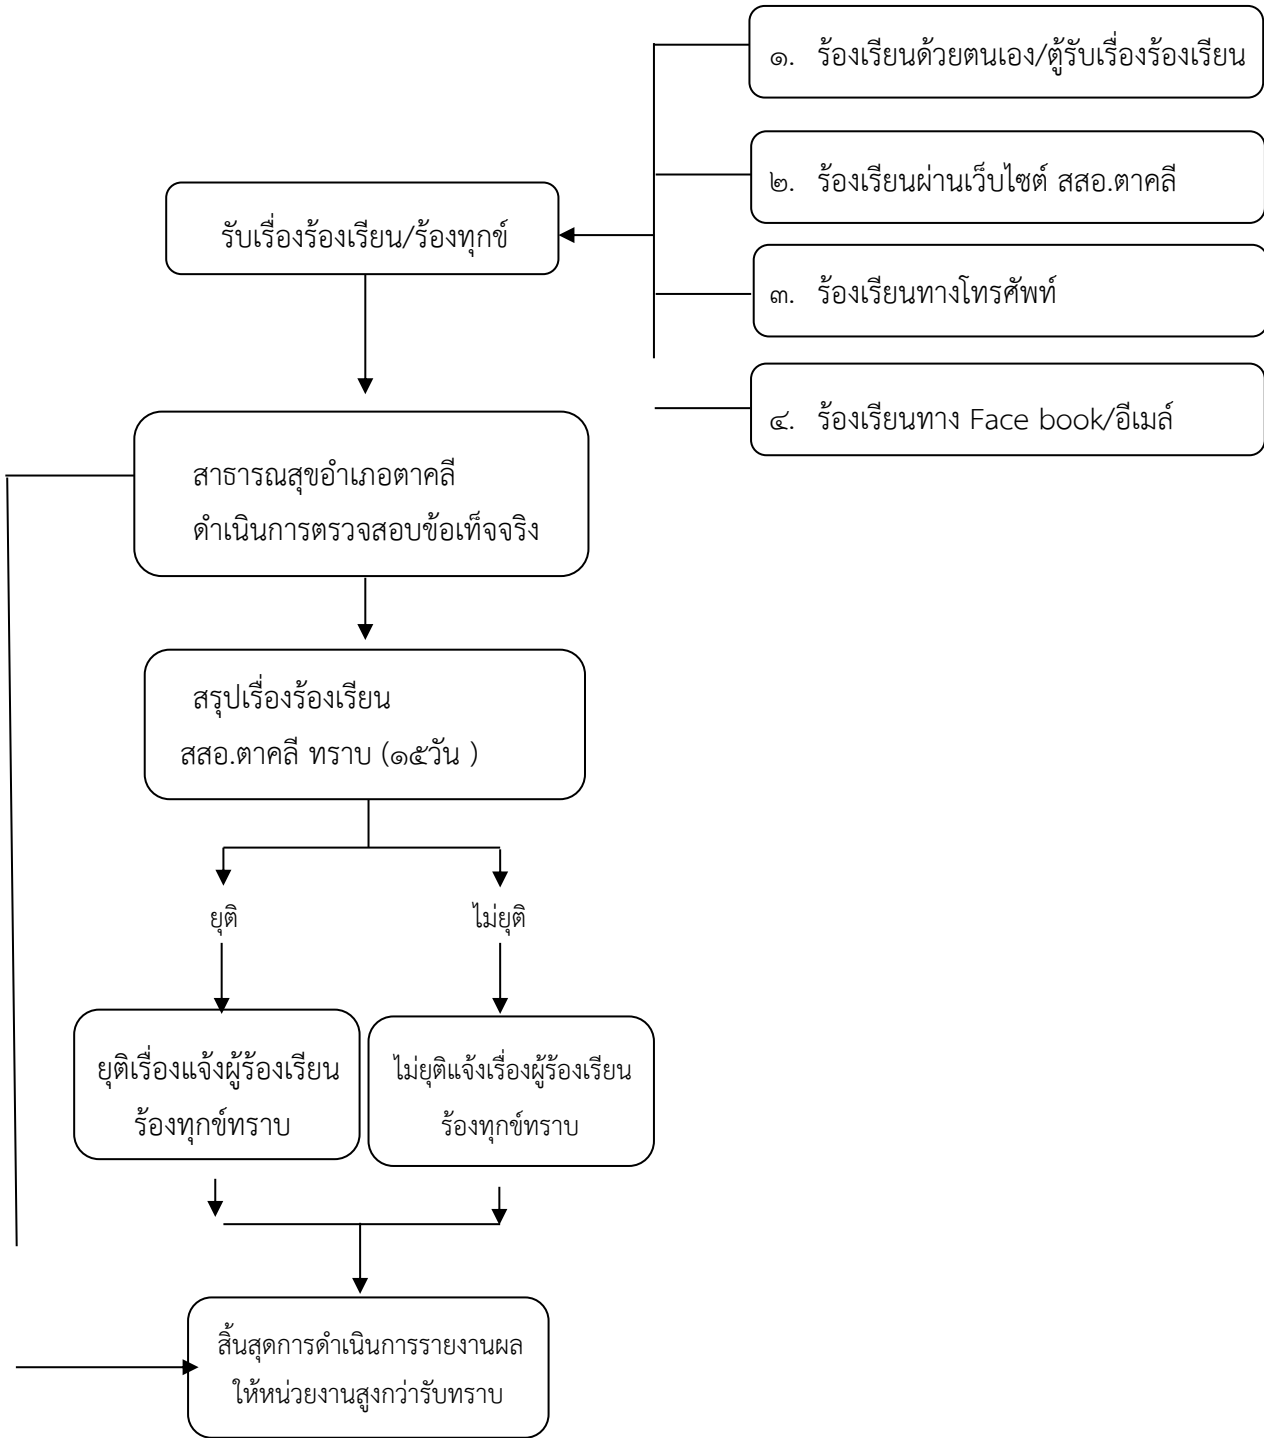 ๑. ร้องเรียนด้วยตนเอง/ตู้รับเรื่องร้องเรียน
๒. ร้องเรียนผ่านเว็บไซต์ สสอ.ตาคลี
รับเรื่องร้องเรียน/ร้องทุกข์
๓. ร้องเรียนทางโทรศัพท์
๔. ร้องเรียนทาง Face book/อีเมล์
สาธารณสุขอำเภอตาคลี
ดำเนินการตรวจสอบข้อเท็จจริง
สรุปเรื่องร้องเรียน
สสอ.ตาคลี ทราบ (๑๕วัน )
ยุติ
ไม่ยุติ
ยุติเรื่องแจ้งผู้ร้องเรียน
ร้องทุกข์ทราบ
ไม่ยุติแจ้งเรื่องผู้ร้องเรียน
ร้องทุกข์ทราบ
สิ้นสุดการดำเนินการรายงานผล
ให้หน่วยงานสูงกว่ารับทราบ